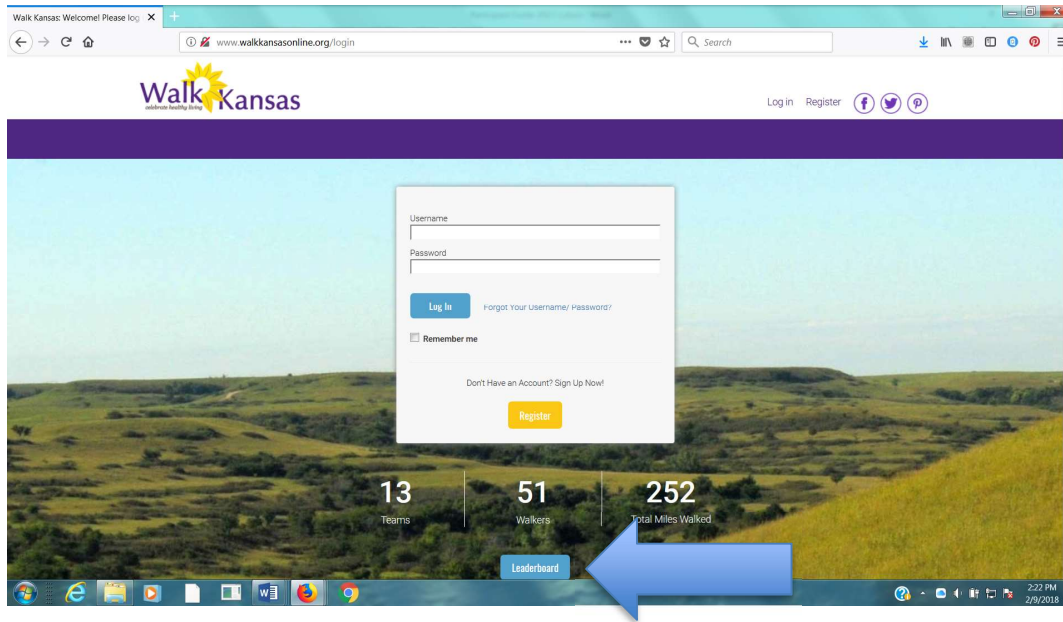 Walk Kansas: Welcome! Please log
www.walkkansasonline.org/login
Search
Walk Kansas
celebrate healthy living
Log in Register
Username
Password
Log In Forgot Your Username/ Password?
Remember me
Don't Have an Account? Sign Up Now!
Register
13 51 252
Teams Walkers Total Miles Walked
Leaderboard
2:22 PM
2/9/2018